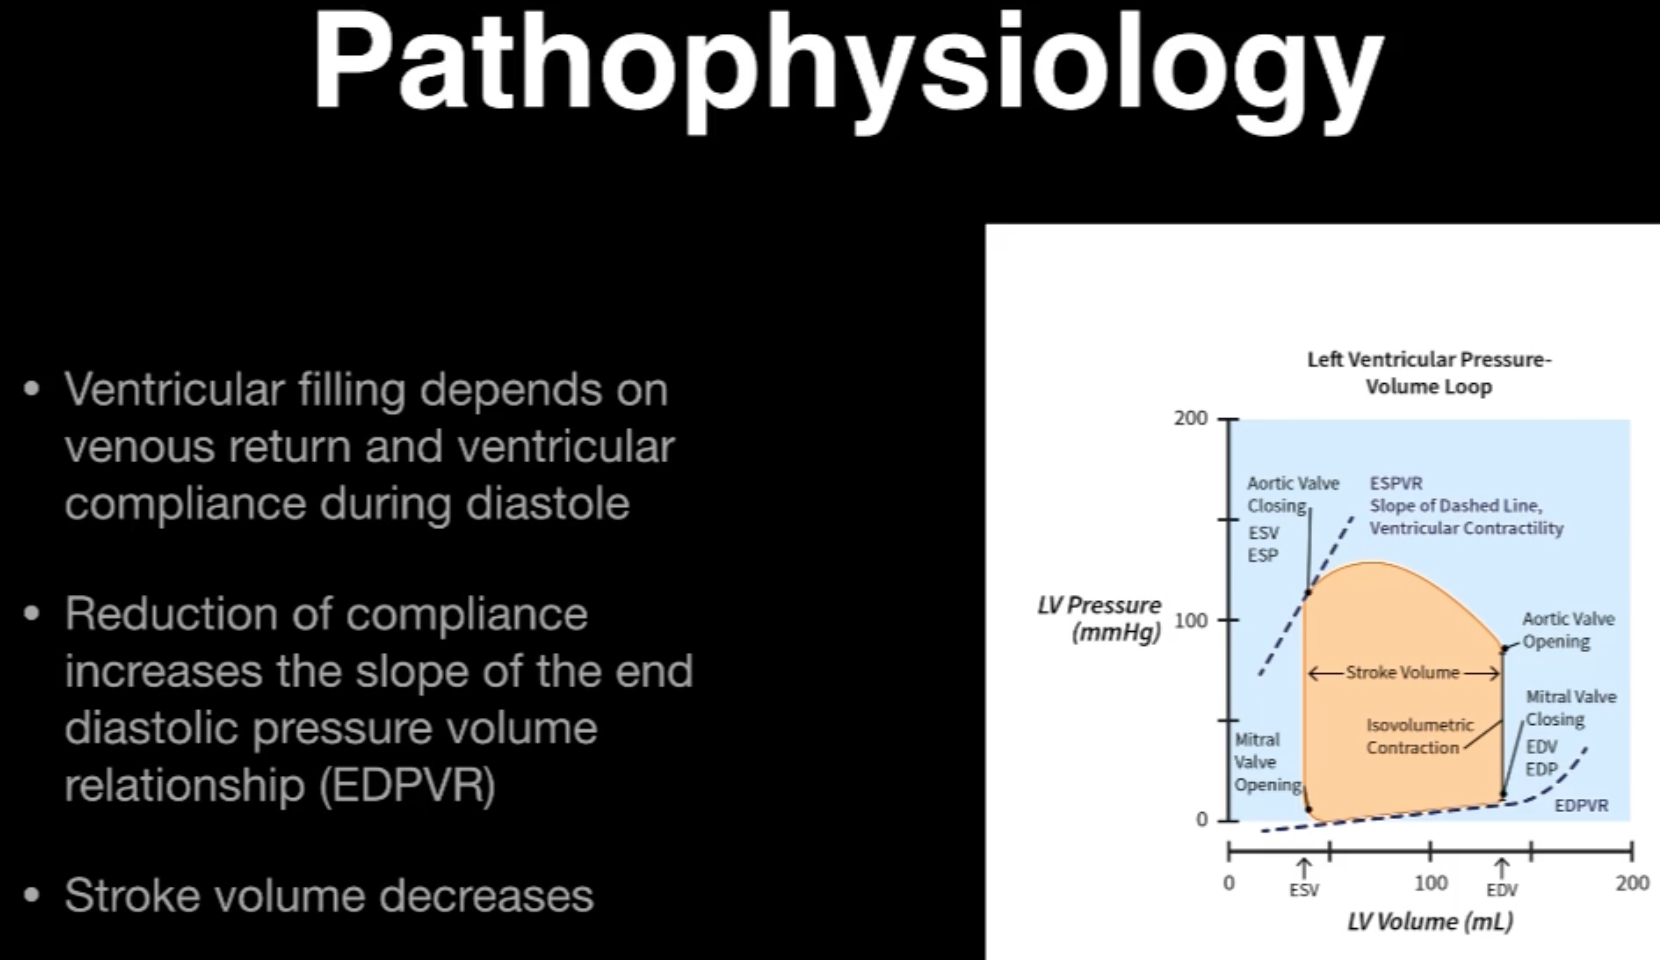 Pathophysiology
• Ventricular filling depends on
venous return and ventricular
compliance during diastole
• Reduction of compliance
increases the slope of the end
diastolic pressure volume
relationship (EDPVR)
• Stroke volume decreases
Left Ventricular Pressure-
Volume Loop
200
Aortic Valve
Closing
ESV
ESP
ESPVR
Slope of Dashed Line,
Ventricular Contractility
LV Pressure
(mmHg)
100
Aortic Valve
Opening
Stroke Volume
Mitral Valve
Closing
EDV
EDP
Isovolumetric
Contraction
Mitral
Valve
Opening
EDPVR
0
0
ESV
100
EDV
200
LV Volume (mL)